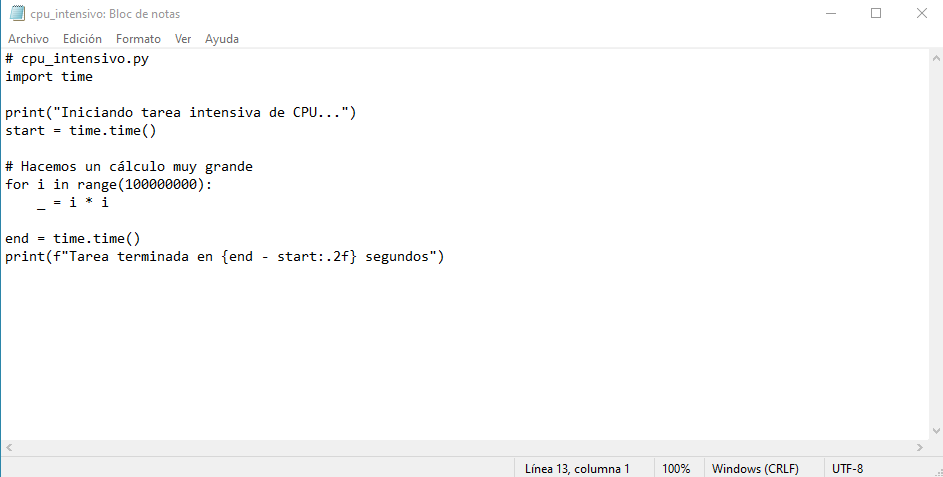 cpu_intensivo: Bloc de notas
Archivo Edición Formato Ver Ayuda
# cpu_intensivo.py
import time

print("Iniciando tarea intensiva de CPU...")
start = time.time()

# Hacemos un cálculo muy grande
for i in range(100000000):
    _ = i * i

end = time.time()
print(f"Tarea terminada en {end - start:.2f} segundos")
Línea 13, columna 1 100% Windows (CRLF) UTF-8